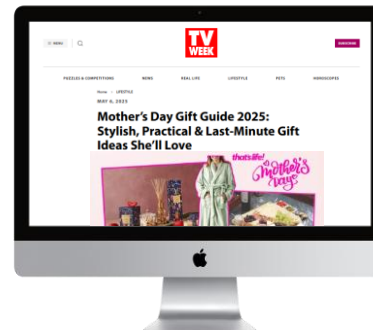 MENU
TV
WEEK
SUBSCRIBE
PUZZLES & COMPETITIONS NEWS REAL LIFE LIFESTYLE PETS HOROSCOPES
Home LIFESTYLE
MAY 6, 2025
Mother's Day Gift Guide 2025:
Stylish, Practical & Last-Minute Gift
Ideas She'll Love
that's life!
Mother's
Day